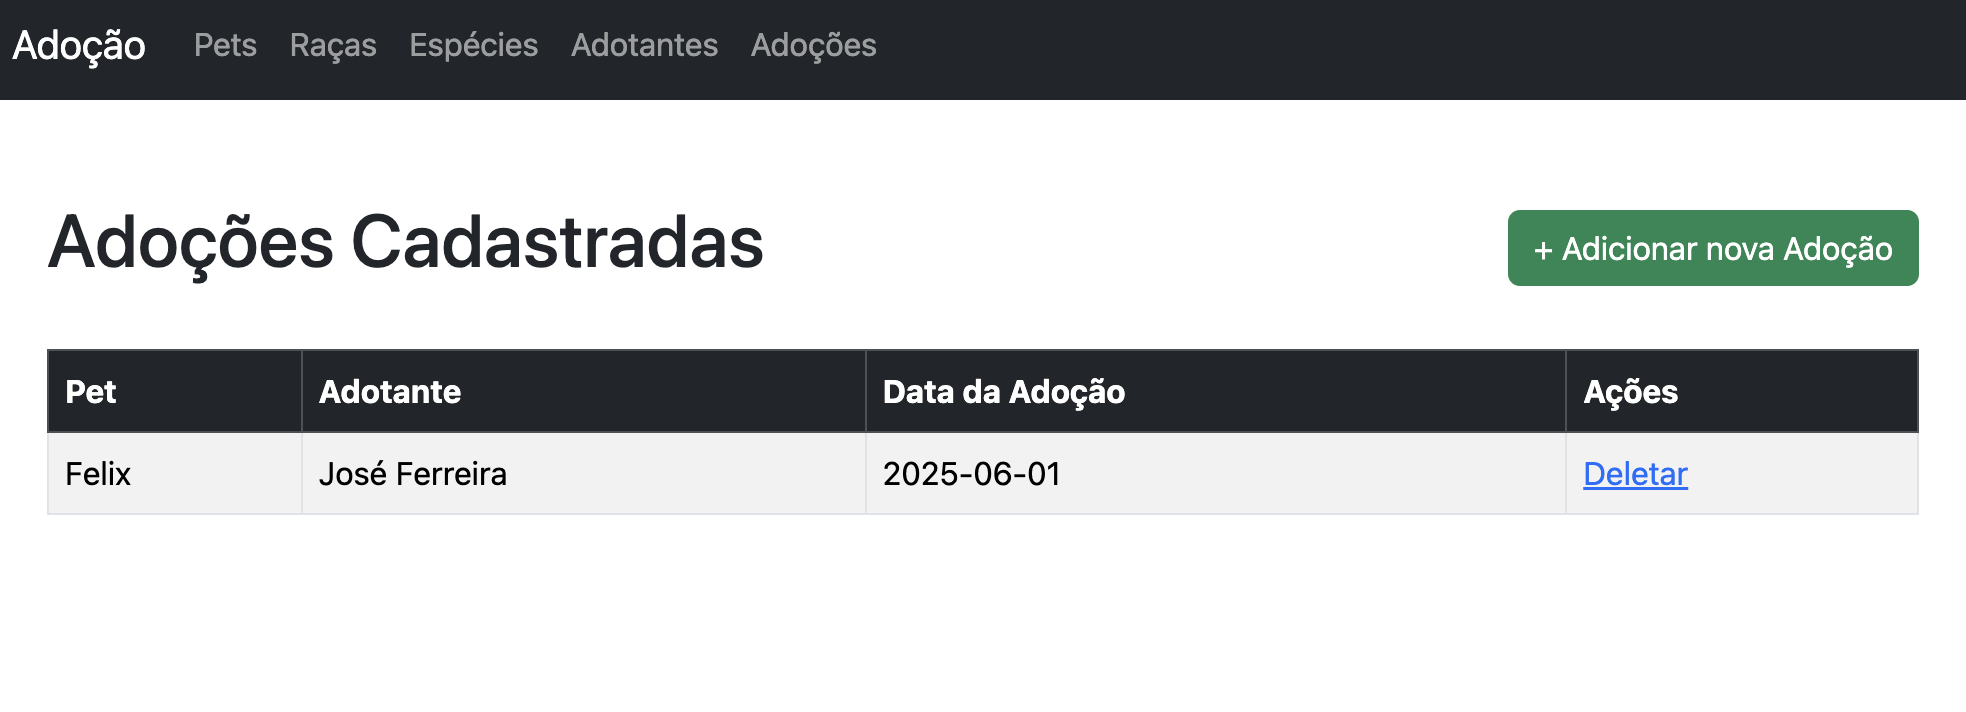 Adoção Pets Raças Espécies Adotantes Adoções
Adoções Cadastradas + Adicionar nova Adoção
Pet Adotante Data da Adoção Ações
Felix José Ferreira 2025-06-01 Deletar